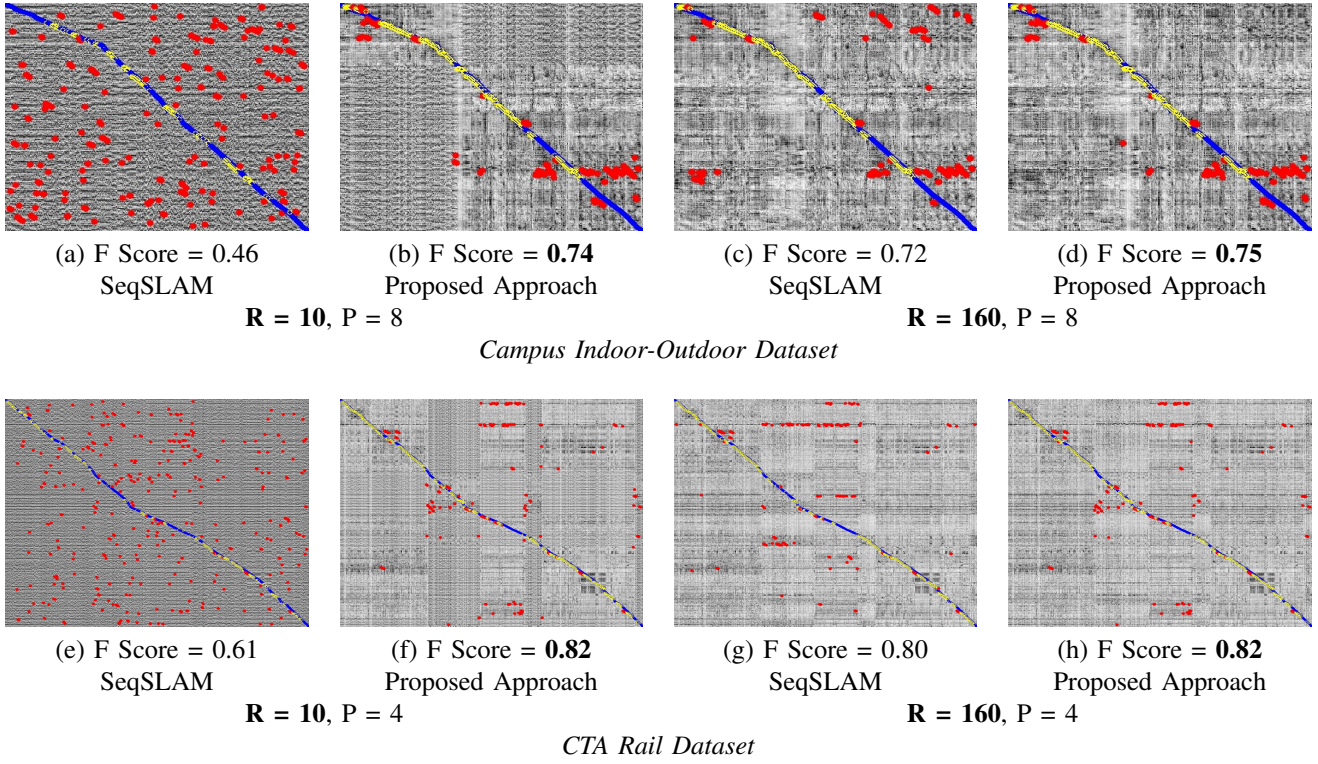 (a) F Score = 0.46
SeqSLAM
(b) F Score = 0.74
Proposed Approach
(c) F Score = 0.72
SeqSLAM
(d) F Score = 0.75
Proposed Approach
R = 10, P = 8
R = 160, P = 8
Campus Indoor-Outdoor Dataset
(e) F Score = 0.61
SeqSLAM
(f) F Score = 0.82
Proposed Approach
(g) F Score = 0.80
SeqSLAM
(h) F Score = 0.82
Proposed Approach
R = 10, P = 4
R = 160, P = 4
CTA Rail Dataset